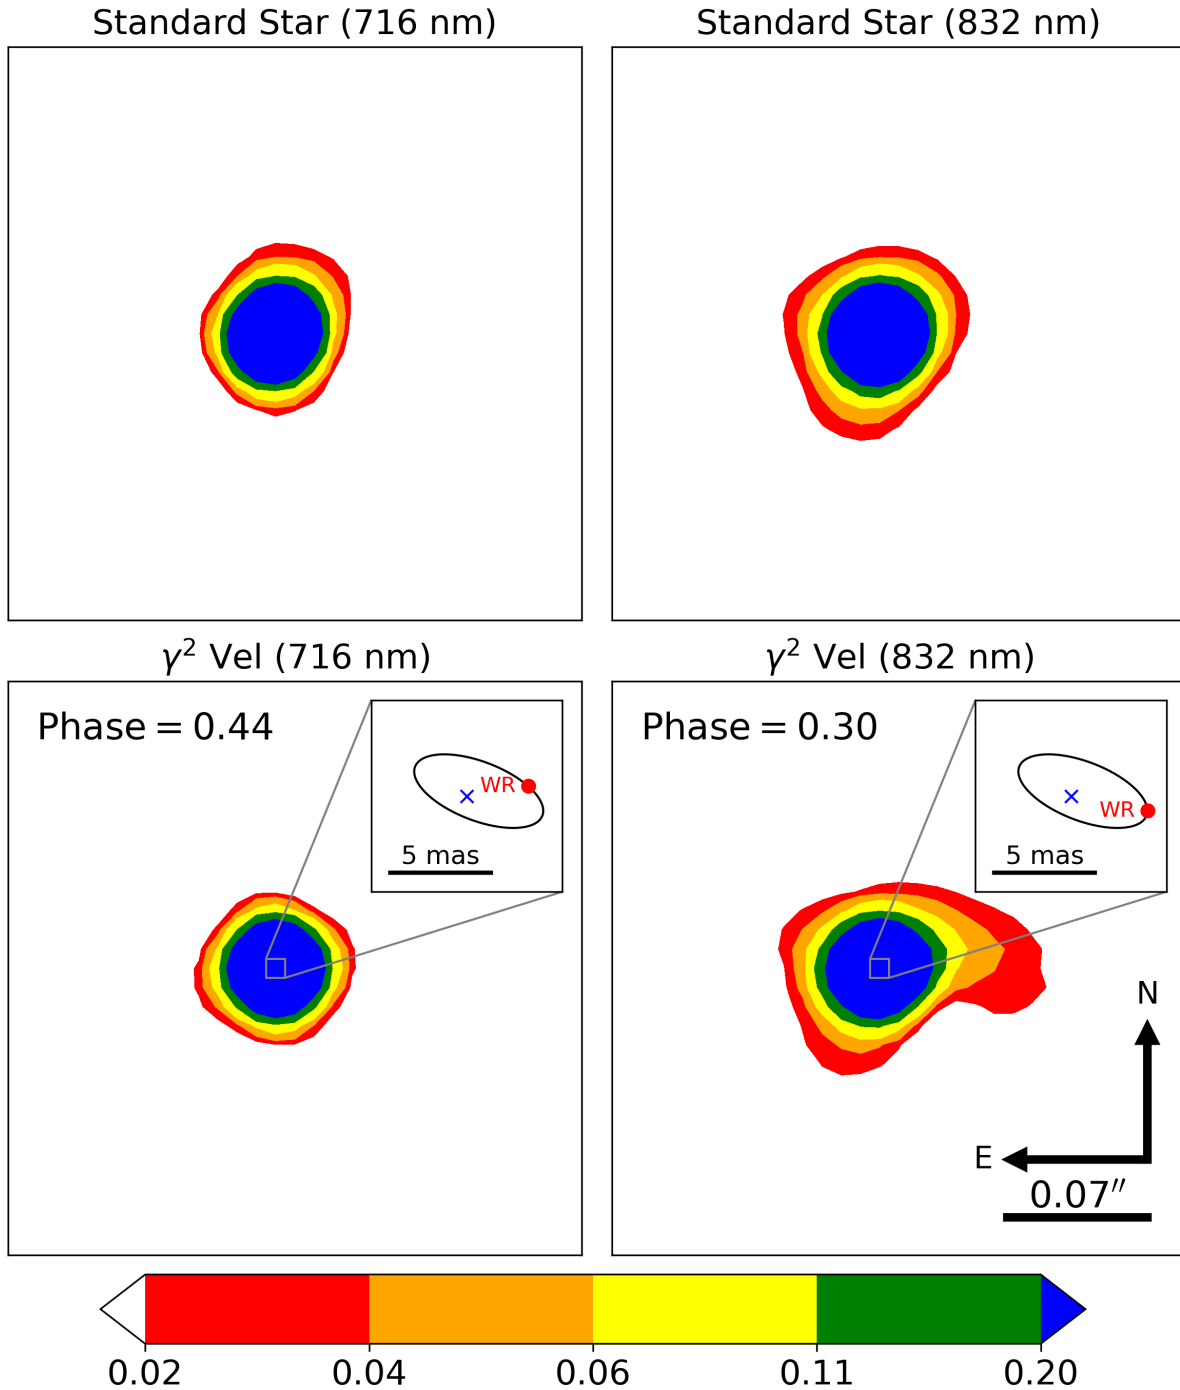 Standard Star (716 nm)
Standard Star (832 nm)
γ² Vel (716 nm)
γ² Vel (832 nm)
Phase = 0.44
WR
5 mas
Phase = 0.30
WR
5 mas
N
E
0.07″
0.02 0.04 0.06 0.11 0.20